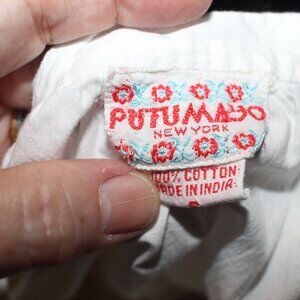 PUTUMAYO
NEW YORK
100% COTTON
MADE IN INDIA